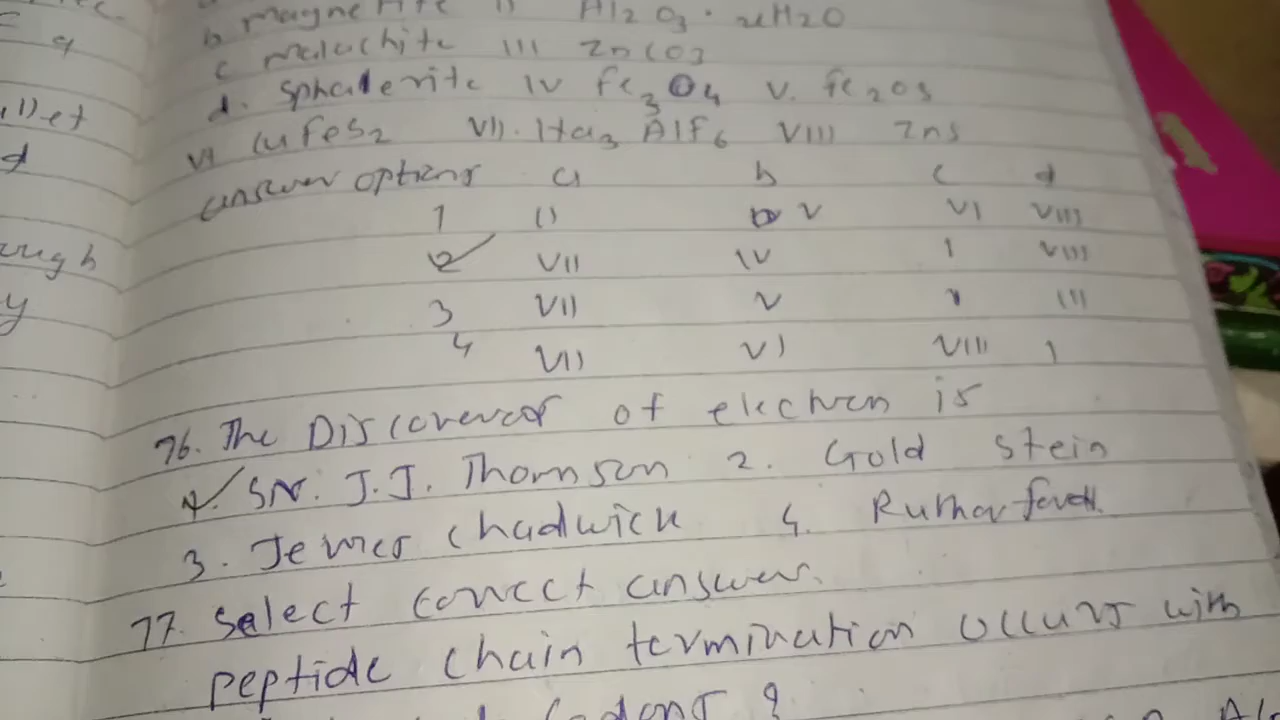 b magnetite II Al2O3·xH2O
c malachite III ZnCO3
d. Sphalerite IV Fe3O4 V. Fe2O3
VI CuFeS2 VII. Na3 AlF6 VIII ZnS
answer options a b c d
1 II V VI VIII
2 VII IV I VIII
3 VII V I III
4 VII VI VIII I
76. The Discoverer of electron is
1. Sir. J.J. Thomson 2. Gold stein
3. James Chadwick 4. Rutherford.
77. Select correct answer.
peptide chain termination occurs with
codons ?